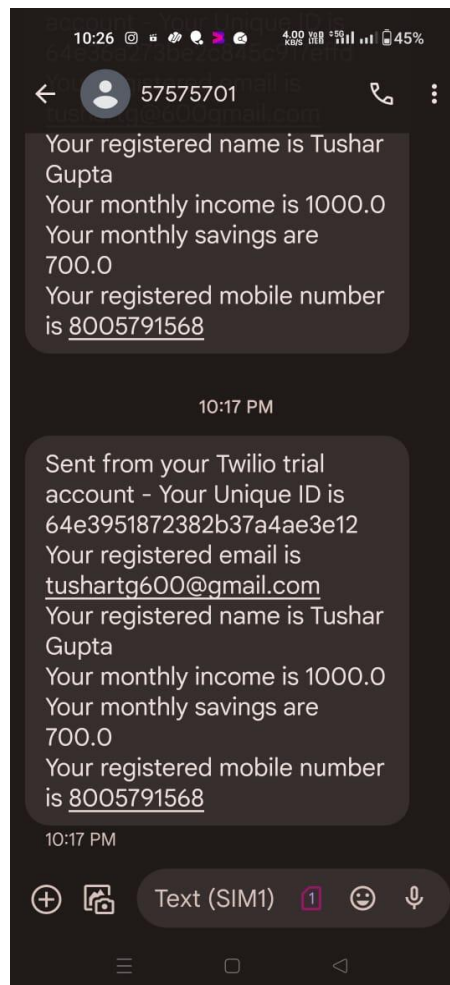 10:26
4.00
KB/S
45%
57575701
Your registered name is Tushar
Gupta
Your monthly income is 1000.0
Your monthly savings are
700.0
Your registered mobile number
is 8005791568
10:17 PM
Sent from your Twilio trial
account - Your Unique ID is
64e3951872382b37a4ae3e12
Your registered email is
tushartg600@gmail.com
Your registered name is Tushar
Gupta
Your monthly income is 1000.0
Your monthly savings are
700.0
Your registered mobile number
is 8005791568
10:17 PM
Text (SIM1)
1